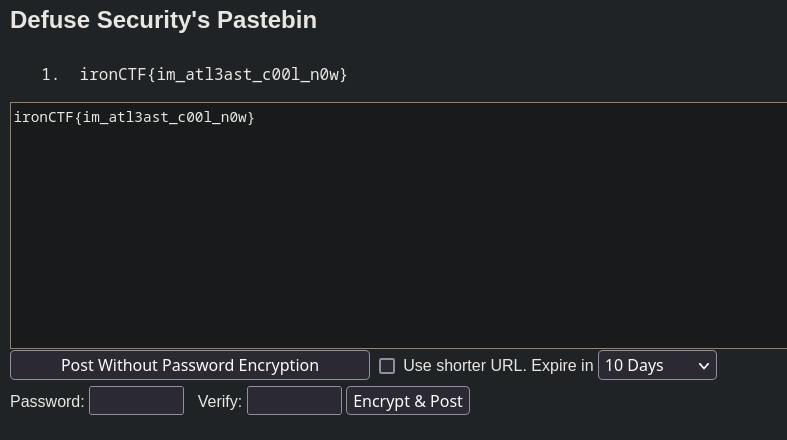 Defuse Security's Pastebin
1. ironCTF{im_atl3ast_c00l_n0w}
ironCTF{im_atl3ast_c00l_n0w}
Post Without Password Encryption Use shorter URL. Expire in 10 Days
Password: Verify: Encrypt & Post